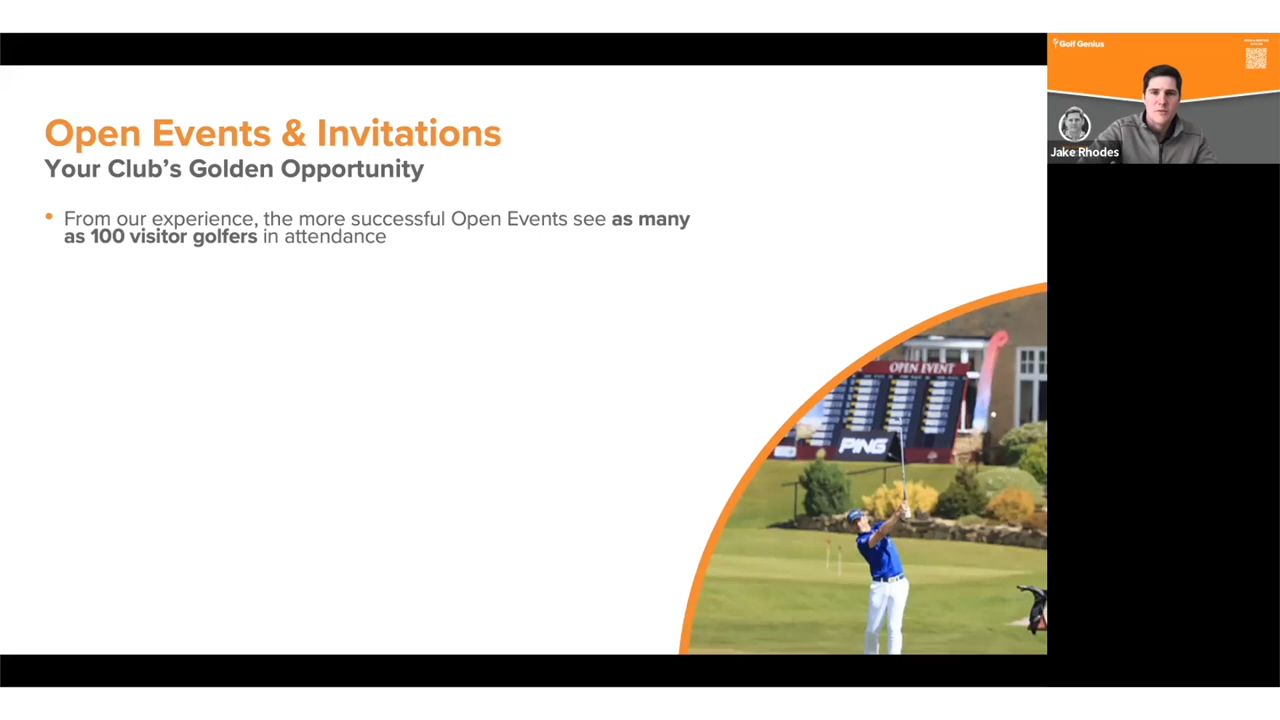 Open Events & Invitations
Your Club's Golden Opportunity
• From our experience, the more successful Open Events see as many
as 100 visitor golfers in attendance
OPEN EVENT
PING
Golf Genius
Jake Rhodes